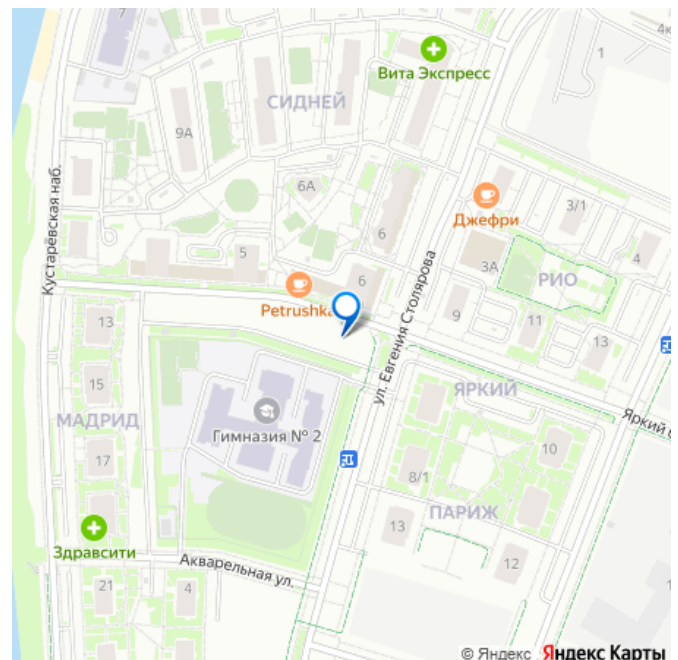 7
4к
1
Вита Экспресс
СИДНЕЙ
9А
6А
Кустарёвская наб.
Джефри
3/1
6
5
3А
4
РИО
Petrushka
6
13
9
11
13
ул. Евгения Столярова
15
ЯРКИЙ
Яркий
МАДРИД
Гимназия № 2
17
10
8/1
ПАРИЖ
13
Здравсити
12
Акварельная ул.
21
4
1
© Яндекс Яндекс Карты